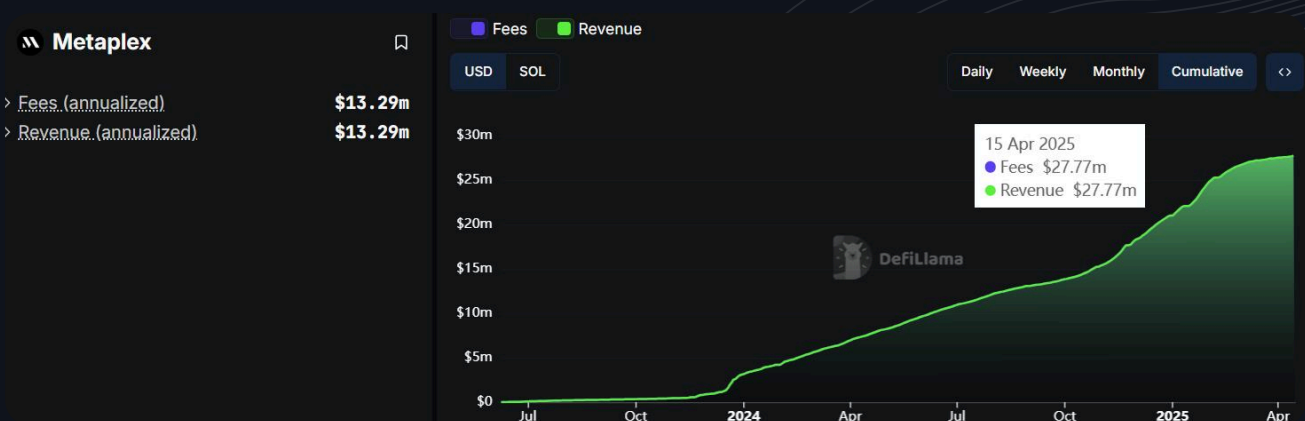 Metaplex
Fees (annualized) $13.29m
Revenue (annualized) $13.29m
Fees Revenue
USD SOL
Daily Weekly Monthly Cumulative
$30m
$25m
$20m
$15m
$10m
$5m
$0
15 Apr 2025
Fees $27.77m
Revenue $27.77m
DefiLlama
Jul Oct 2024 Apr Jul Oct 2025 Apr